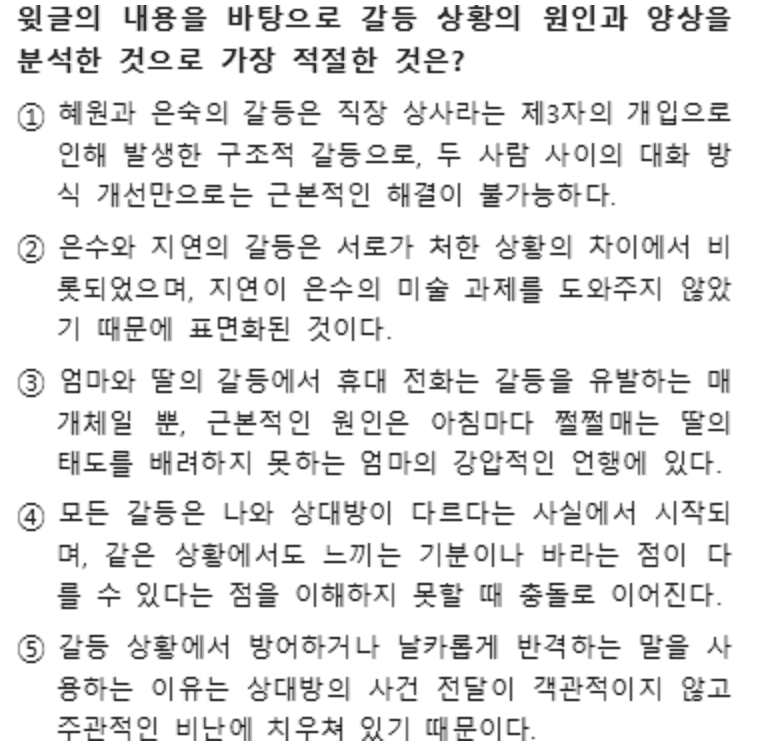 윗글의 내용을 바탕으로 갈등 상황의 원인과 양상을
분석한 것으로 가장 적절한 것은?
① 혜원과 은숙의 갈등은 직장 상사라는 제3자의 개입으로
인해 발생한 구조적 갈등으로, 두 사람 사이의 대화 방
식 개선만으로는 근본적인 해결이 불가능하다.
② 은수와 지연의 갈등은 서로가 처한 상황의 차이에서 비
롯되었으며, 지연이 은수의 미술 과제를 도와주지 않았
기 때문에 표면화된 것이다.
③ 엄마와 딸의 갈등에서 휴대 전화는 갈등을 유발하는 매
개체일 뿐, 근본적인 원인은 아침마다 쩔쩔매는 딸의
태도를 배려하지 못하는 엄마의 강압적인 언행에 있다.
④ 모든 갈등은 나와 상대방이 다르다는 사실에서 시작되
며, 같은 상황에서도 느끼는 기분이나 바라는 점이 다
를 수 있다는 점을 이해하지 못할 때 충돌로 이어진다.
⑤ 갈등 상황에서 방어하거나 날카롭게 반격하는 말을 사
용하는 이유는 상대방의 사건 전달이 객관적이지 않고
주관적인 비난에 치우쳐 있기 때문이다.